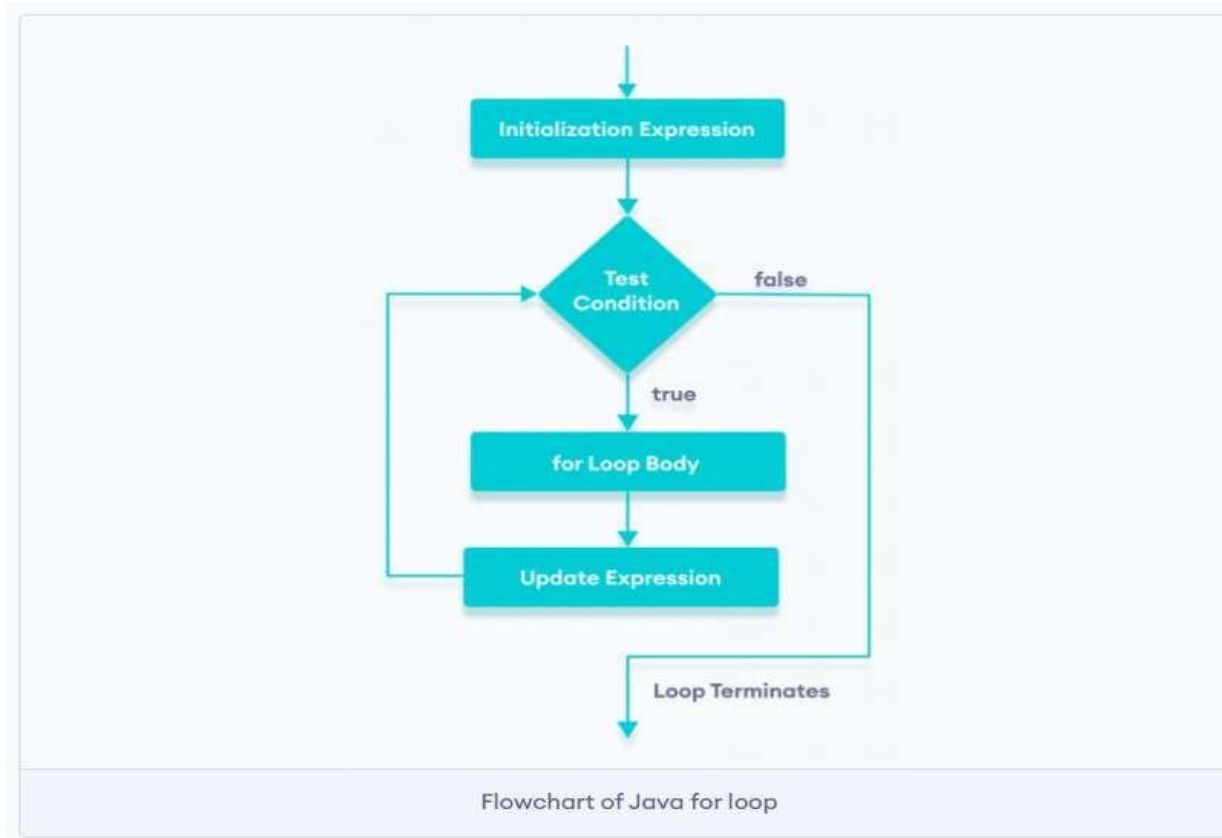 Initialization Expression
Test
Condition
false
true
for Loop Body
Update Expression
Loop Terminates
Flowchart of Java for loop